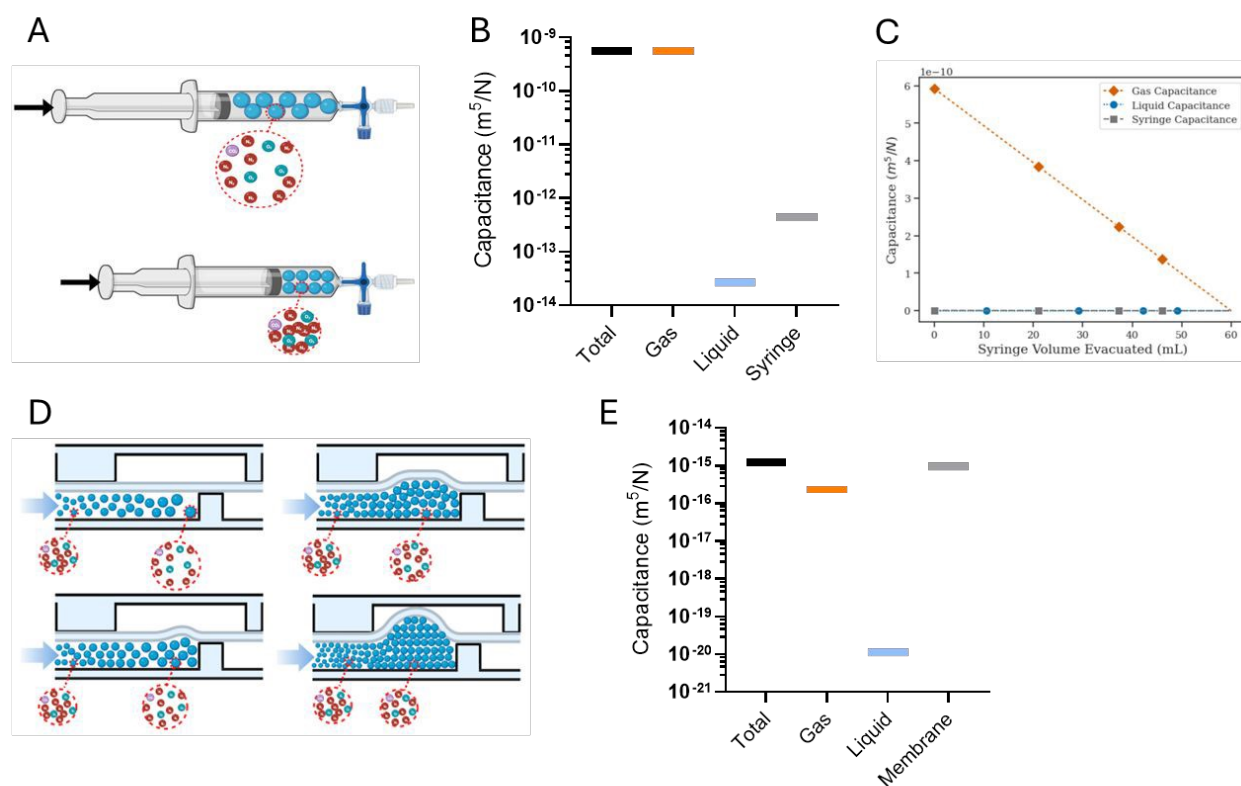 A
B
Capacitance (m⁵/N)
10⁻⁹
10⁻¹⁰
10⁻¹¹
10⁻¹²
10⁻¹³
10⁻¹⁴
Total
Gas
Liquid
Syringe
C
1e−10
Capacitance (m⁵/N)
6
5
4
3
2
1
0
Gas Capacitance
Liquid Capacitance
Syringe Capacitance
0 10 20 30 40 50 60
Syringe Volume Evacuated (mL)
D
E
Capacitance (m⁵/N)
10⁻¹⁴
10⁻¹⁵
10⁻¹⁶
10⁻¹⁷
10⁻¹⁸
10⁻¹⁹
10⁻²⁰
10⁻²¹
Total
Gas
Liquid
Membrane